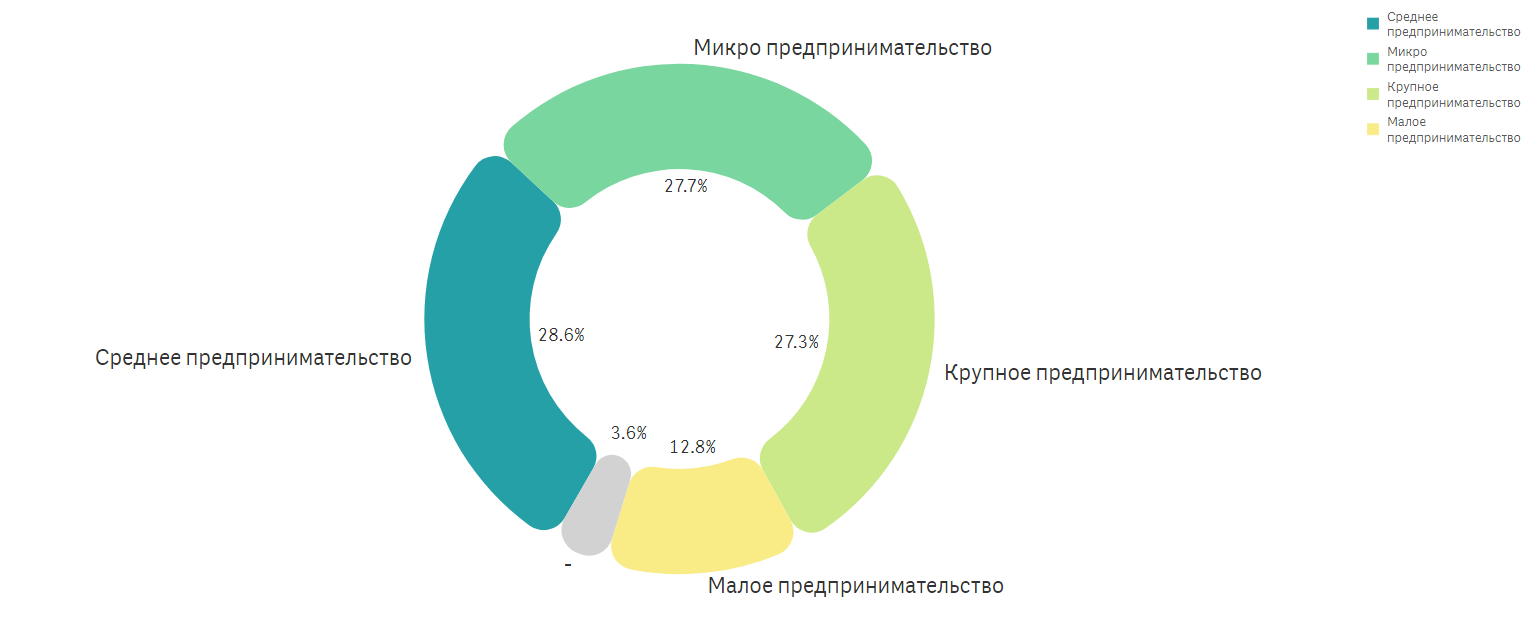 Микро предпринимательство
27.7%
28.6%
27.3%
Среднее предпринимательство
Крупное предпринимательство
3.6%
12.8%
-
Малое предпринимательство
Среднее
предпринимательство
Микро
предпринимательство
Крупное
предпринимательство
Малое
предпринимательство